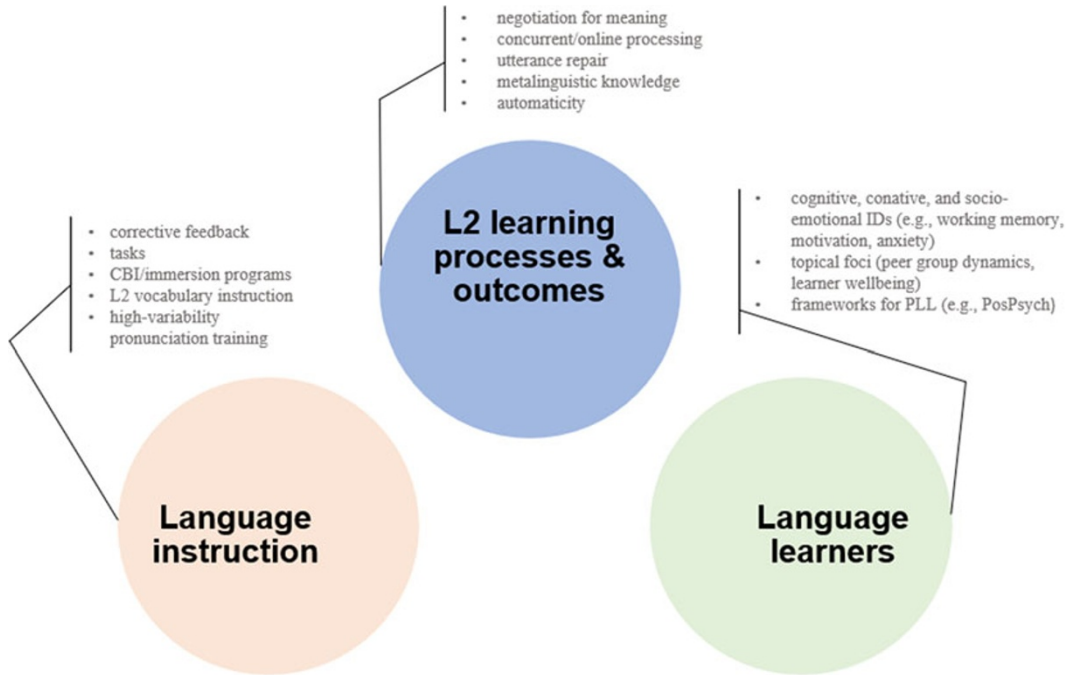 • negotiation for meaning
• concurrent/online processing
• utterance repair
• metalinguistic knowledge
• automaticity
L2 learning
processes &
outcomes
• corrective feedback
• tasks
• CBI/immersion programs
• L2 vocabulary instruction
• high-variability
pronunciation training
• cognitive, conative, and socio-
emotional IDs (e.g., working memory,
motivation, anxiety)
• topical foci (peer group dynamics,
learner wellbeing)
• frameworks for PLL (e.g., PosPsych)
Language
instruction
Language
learners